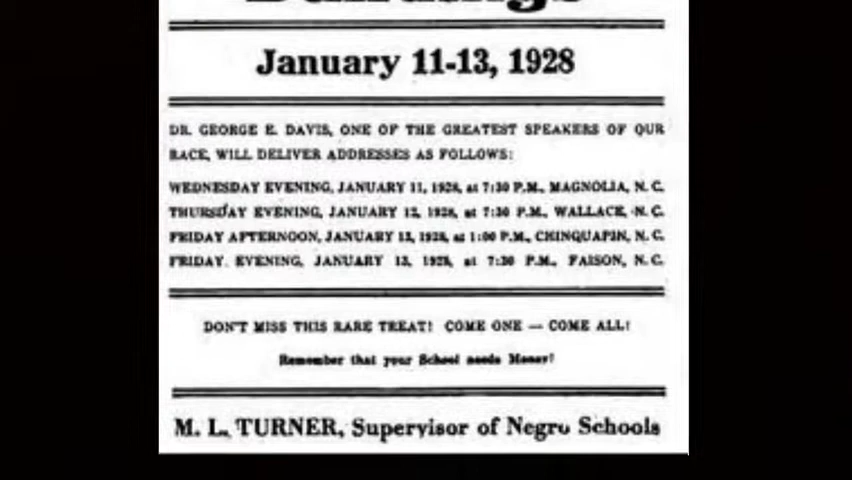 January 11-13, 1928
DR. GEORGE E. DAVIS, ONE OF THE GREATEST SPEAKERS OF OUR
RACE, WILL DELIVER ADDRESSES AS FOLLOWS:
WEDNESDAY EVENING, JANUARY 11, 1928, at 7:30 P.M., MAGNOLIA, N. C.
THURSDAY EVENING, JANUARY 12, 1928, at 7:30 P.M., WALLACE, N. C.
FRIDAY AFTERNOON, JANUARY 13, 1928, at 1:00 P.M., CHINQUAPIN, N. C.
FRIDAY EVENING, JANUARY 13, 1928, at 7:30 P.M., FAISON, N. C.
DON'T MISS THIS RARE TREAT! COME ONE — COME ALL!
Remember that your School needs Money!
M. L. TURNER, Supervisor of Negro Schools